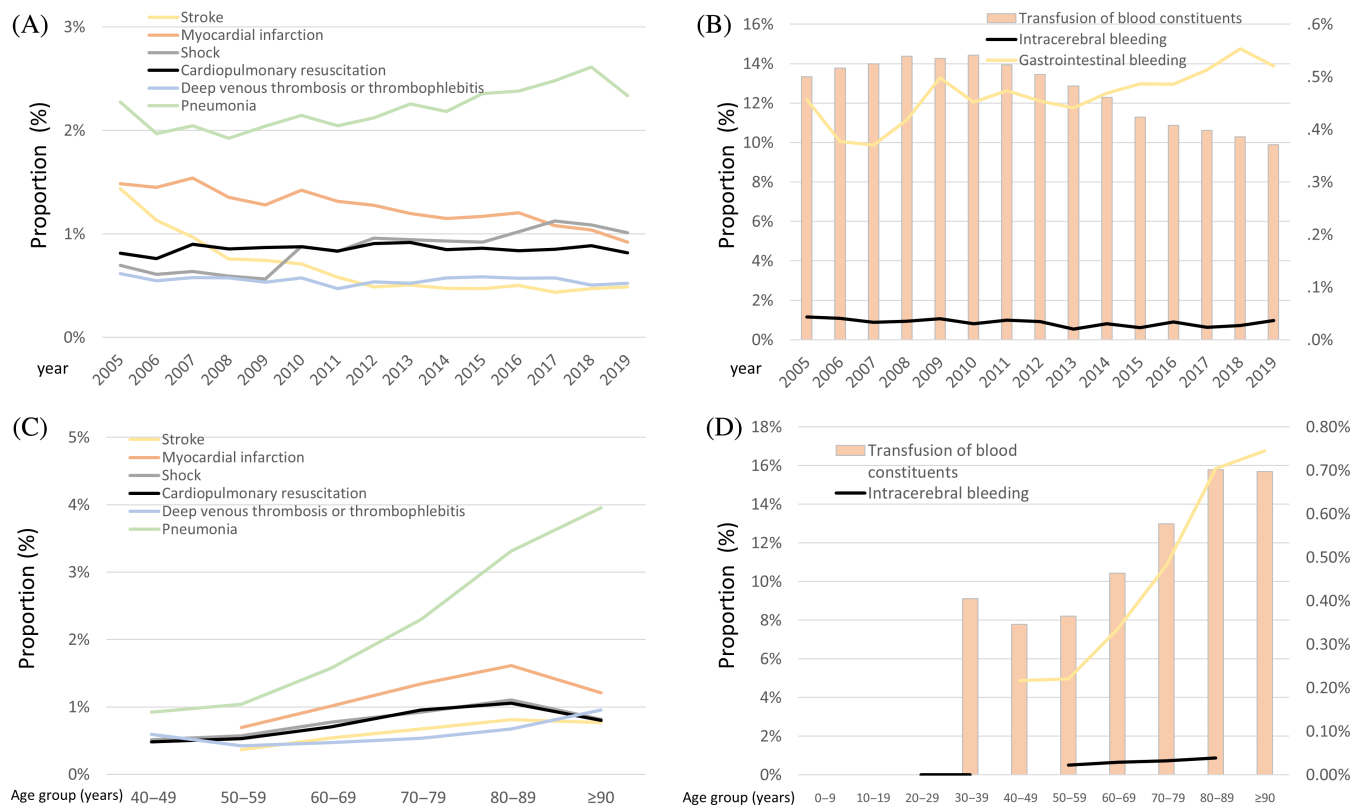 (A)
Stroke
Myocardial infarction
Shock
Cardiopulmonary resuscitation
Deep venous thrombosis or thrombophlebitis
Pneumonia
3%
2%
1%
0%
Proportion (%)
year
2005 2006 2007 2008 2009 2010 2011 2012 2013 2014 2015 2016 2017 2018 2019
(B)
Transfusion of blood constituents
Intracerebral bleeding
Gastrointestinal bleeding
16% .6%
14% .5%
12% .4%
10% .3%
8% .2%
6% .1%
4% .0%
2%
0%
Proportion (%)
year
2005 2006 2007 2008 2009 2010 2011 2012 2013 2014 2015 2016 2017 2018 2019
(C)
Stroke
Myocardial infarction
Shock
Cardiopulmonary resuscitation
Deep venous thrombosis or thrombophlebitis
Pneumonia
5%
4%
3%
2%
1%
0%
Proportion (%)
Age group (years) 40–49 50–59 60–69 70–79 80–89 ≥90
(D)
Transfusion of blood
constituents
Intracerebral bleeding
18% 0.80%
16% 0.70%
14% 0.60%
12% 0.50%
10% 0.40%
8% 0.30%
6% 0.20%
4% 0.10%
2% 0.00%
0%
Proportion (%)
Age group (years) 0–9 10–19 20–29 30–39 40–49 50–59 60–69 70–79 80–89 ≥90